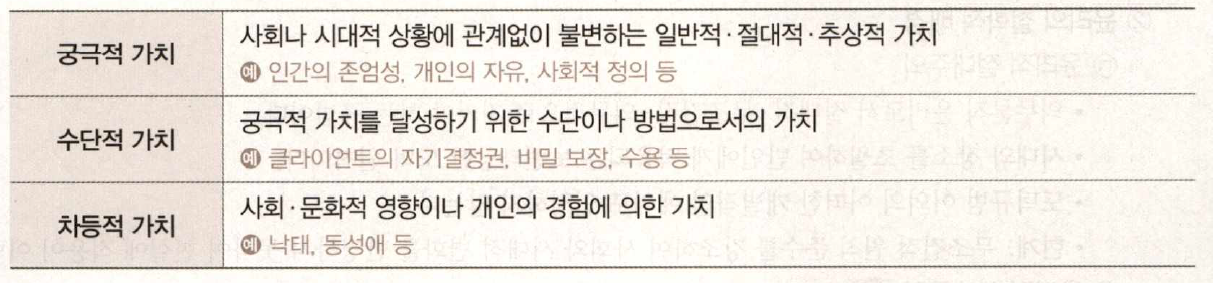 궁극적 가치
사회나 시대적 상황에 관계없이 불변하는 일반적·절대적·추상적 가치
예 인간의 존엄성, 개인의 자유, 사회적 정의 등
수단적 가치
궁극적 가치를 달성하기 위한 수단이나 방법으로서의 가치
예 클라이언트의 자기결정권, 비밀 보장, 수용 등
차등적 가치
사회·문화적 영향이나 개인의 경험에 의한 가치
예 낙태, 동성애 등